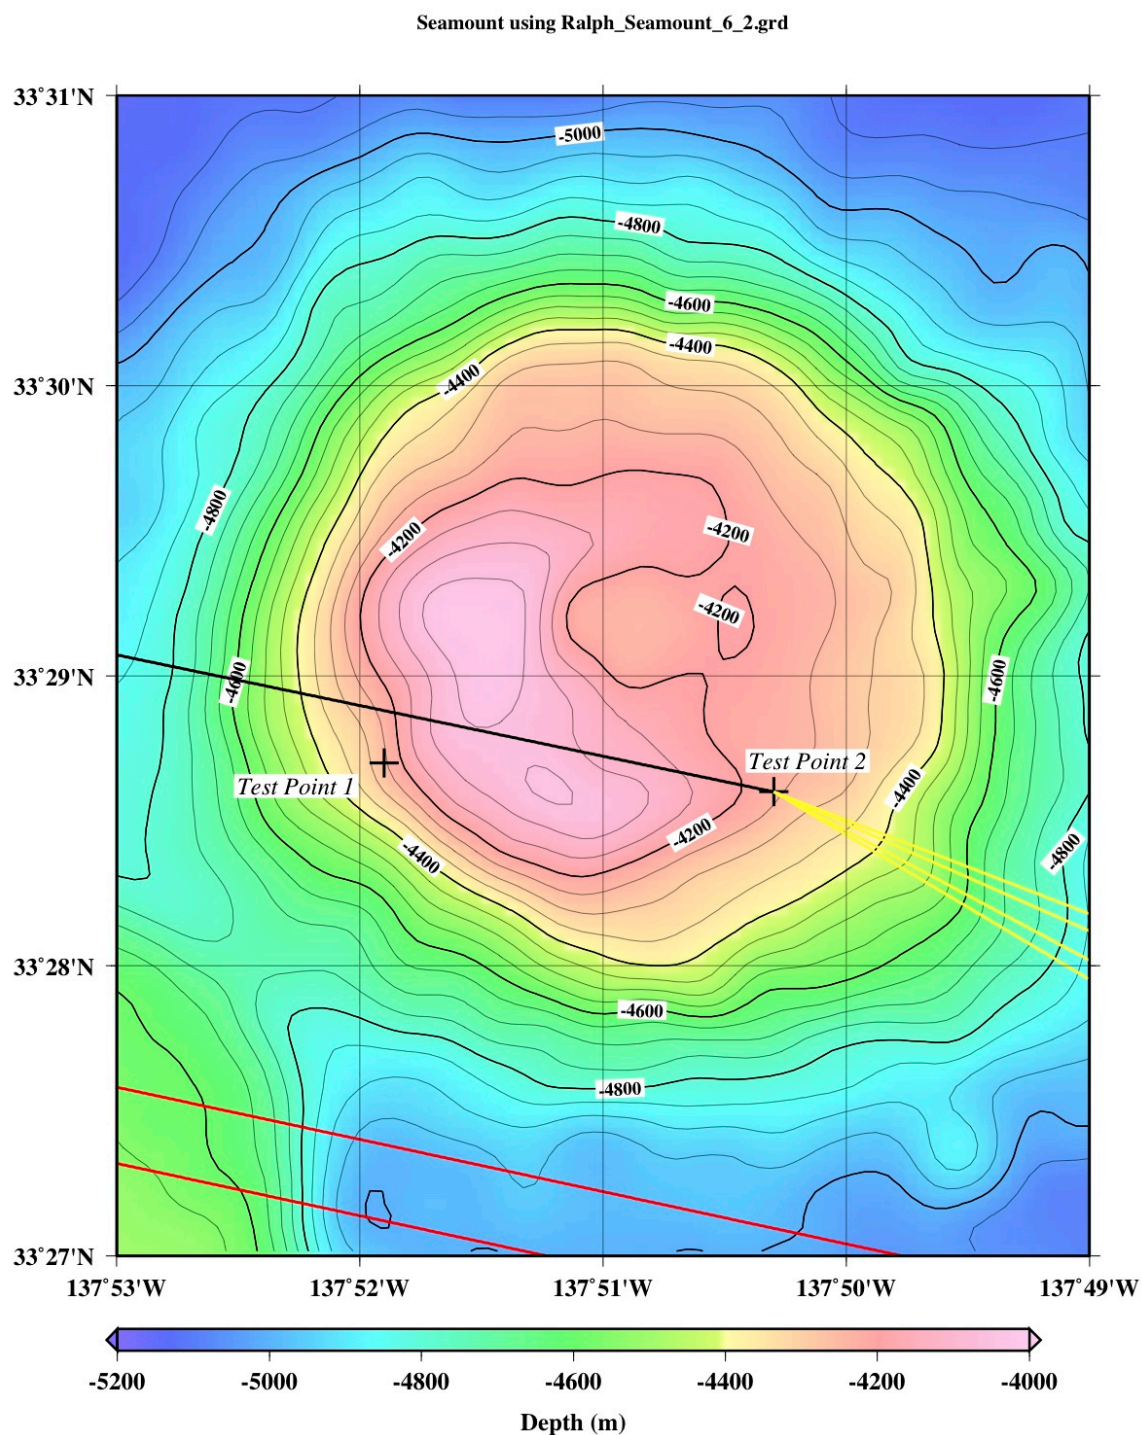 Seamount using Ralph_Seamount_6_2.grd
33˚31'N
-5000
-4800
-4600
-4400
-4400
33˚30'N
-4800
-4200
-4200
-4200
33˚29'N
-4600
-4600
Test Point 2
Test Point 1
-4400
-4200
-4400
-4800
33˚28'N
-4600
-4800
33˚27'N
137˚53'W 137˚52'W 137˚51'W 137˚50'W 137˚49'W
-5200 -5000 -4800 -4600 -4400 -4200 -4000
Depth (m)